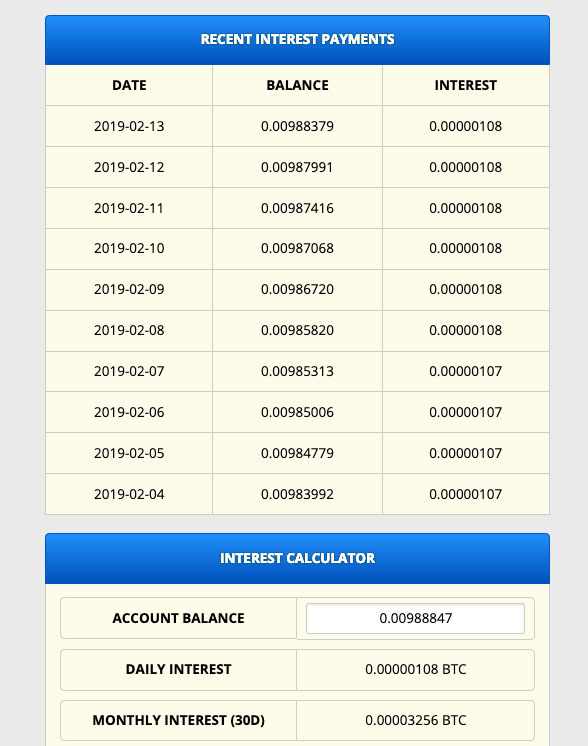 RECENT INTEREST PAYMENTS
DATE BALANCE INTEREST
2019-02-13 0.00988379 0.00000108
2019-02-12 0.00987991 0.00000108
2019-02-11 0.00987416 0.00000108
2019-02-10 0.00987068 0.00000108
2019-02-09 0.00986720 0.00000108
2019-02-08 0.00985820 0.00000108
2019-02-07 0.00985313 0.00000107
2019-02-06 0.00985006 0.00000107
2019-02-05 0.00984779 0.00000107
2019-02-04 0.00983992 0.00000107
INTEREST CALCULATOR
ACCOUNT BALANCE 0.00988847
DAILY INTEREST 0.00000108 BTC
MONTHLY INTEREST (30D) 0.00003256 BTC